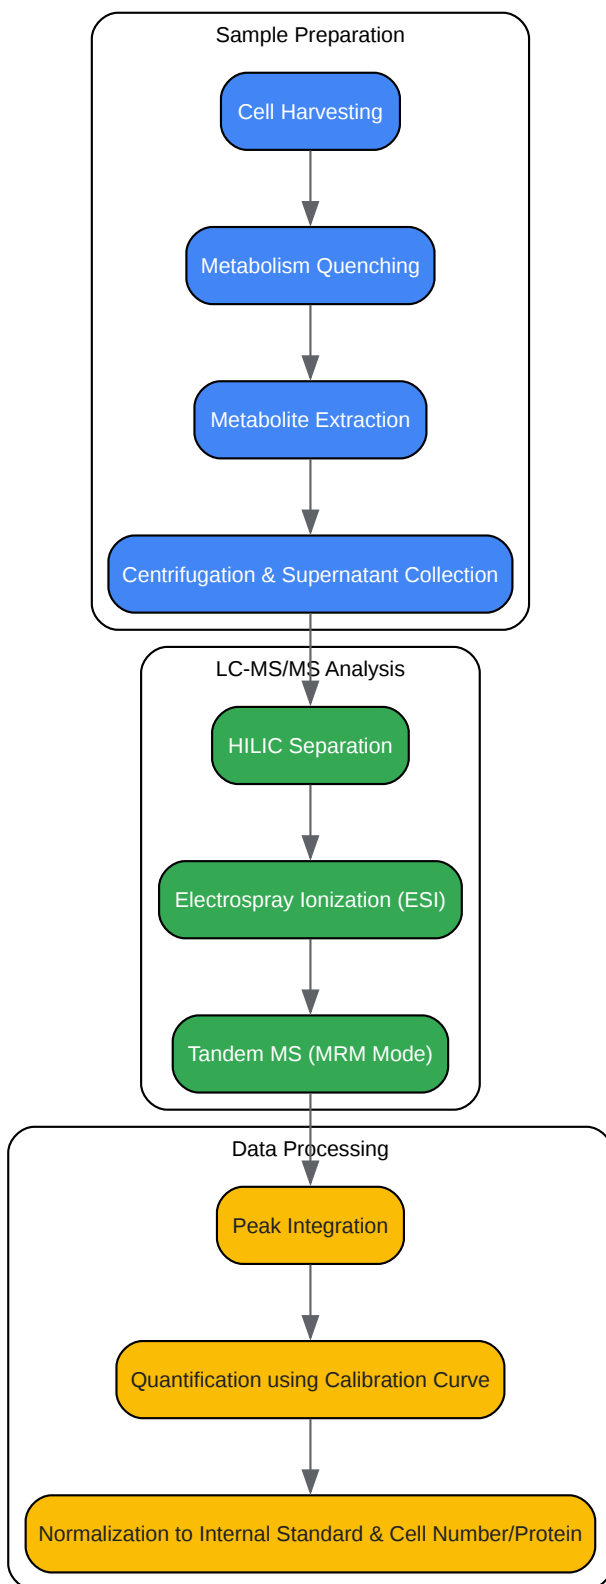 Sample Preparation
Cell Harvesting
Metabolism Quenching
Metabolite Extraction
Centrifugation & Supernatant Collection
LC-MS/MS Analysis
HILIC Separation
Electrospray Ionization (ESI)
Tandem MS (MRM Mode)
Data Processing
Peak Integration
Quantification using Calibration Curve
Normalization to Internal Standard & Cell Number/Protein